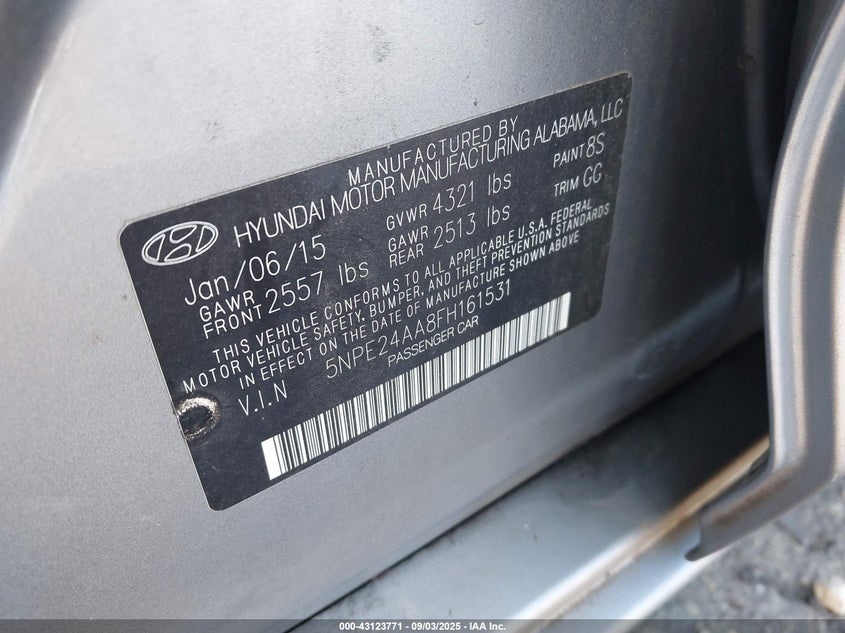 MANUFACTURED BY
HYUNDAI MOTOR MANUFACTURING ALABAMA, LLC
Jan/06/15 GVWR 4321 lbs PAINT 8S
GAWR FRONT 2557 lbs GAWR REAR 2513 lbs TRIM GG
THIS VEHICLE CONFORMS TO ALL APPLICABLE U.S.A. FEDERAL
MOTOR VEHICLE SAFETY, BUMPER, AND THEFT PREVENTION STANDARDS
IN EFFECT ON THE DATE OF MANUFACTURE SHOWN ABOVE
V.I.N 5NPE24AA8FH161531
PASSENGER CAR
000-43123771 - 09/03/2025 - IAA Inc.